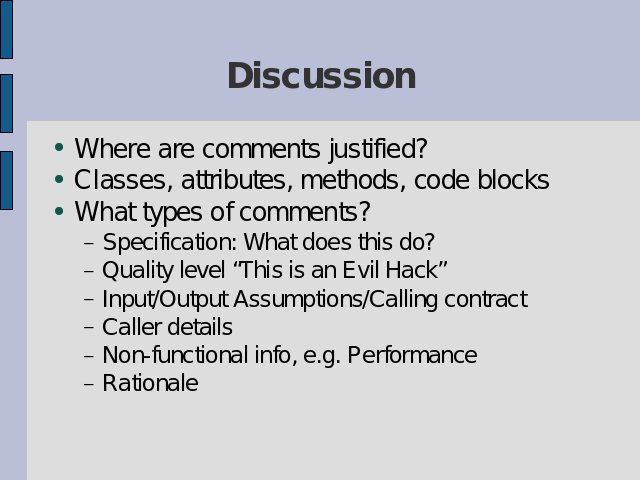 Discussion
• Where are comments justified?
• Classes, attributes, methods, code blocks
• What types of comments?
– Specification: What does this do?
– Quality level “This is an Evil Hack”
– Input/Output Assumptions/Calling contract
– Caller details
– Non-functional info, e.g. Performance
– Rationale